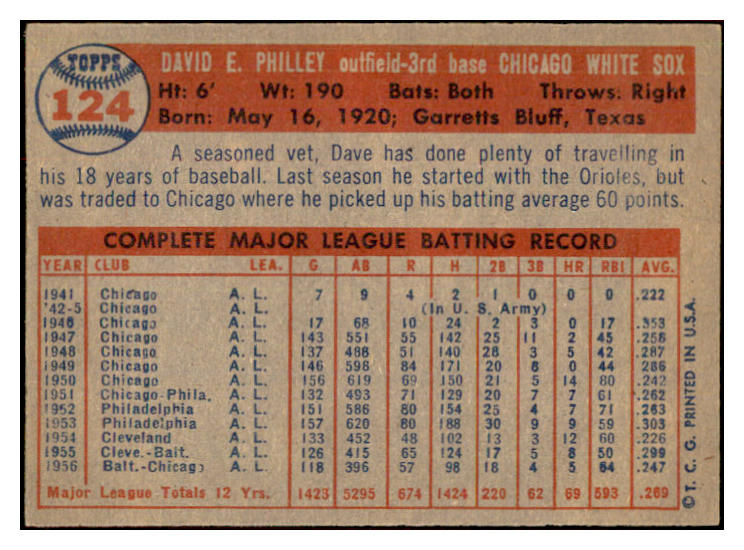 TOPPS
124
DAVID E. PHILLEY outfield-3rd base CHICAGO WHITE SOX
Ht: 6' Wt: 190 Bats: Both Throws: Right
Born: May 16, 1920; Garretts Bluff, Texas
A seasoned vet, Dave has done plenty of travelling in
his 18 years of baseball. Last season he started with the Orioles, but
was traded to Chicago where he picked up his batting average 60 points.
COMPLETE MAJOR LEAGUE BATTING RECORD
YEAR CLUB LEA. G AB R H 2B 3B HR RBI AVG.
1941 Chicago A. L. 7 9 4 2 1 0 0 0 .222
'42-5 Chicago A. L. (In U. S. Army)
1946 Chicago A. L. 17 68 10 24 2 3 0 17 .353
1947 Chicago A. L. 143 551 55 142 25 11 2 45 .258
1948 Chicago A. L. 137 488 51 140 28 3 5 42 .287
1949 Chicago A. L. 146 598 84 171 20 8 0 44 .286
1950 Chicago A. L. 156 619 69 150 21 5 14 80 .242
1951 Chicago-Phila. A. L. 132 493 71 129 20 7 7 61 .262
1952 Philadelphia A. L. 151 586 80 154 25 4 7 71 .263
1953 Philadelphia A. L. 157 620 80 188 30 9 9 59 .303
1954 Cleveland A. L. 133 452 48 102 13 3 12 60 .226
1955 Cleve.-Balt. A. L. 126 415 65 124 17 5 8 50 .299
1956 Balt.-Chicago A. L. 118 396 57 98 18 4 5 64 .247
Major League Totals 12 Yrs. 1423 5295 674 1424 220 62 69 593 .269
© T. C. G. PRINTED IN U.S.A.